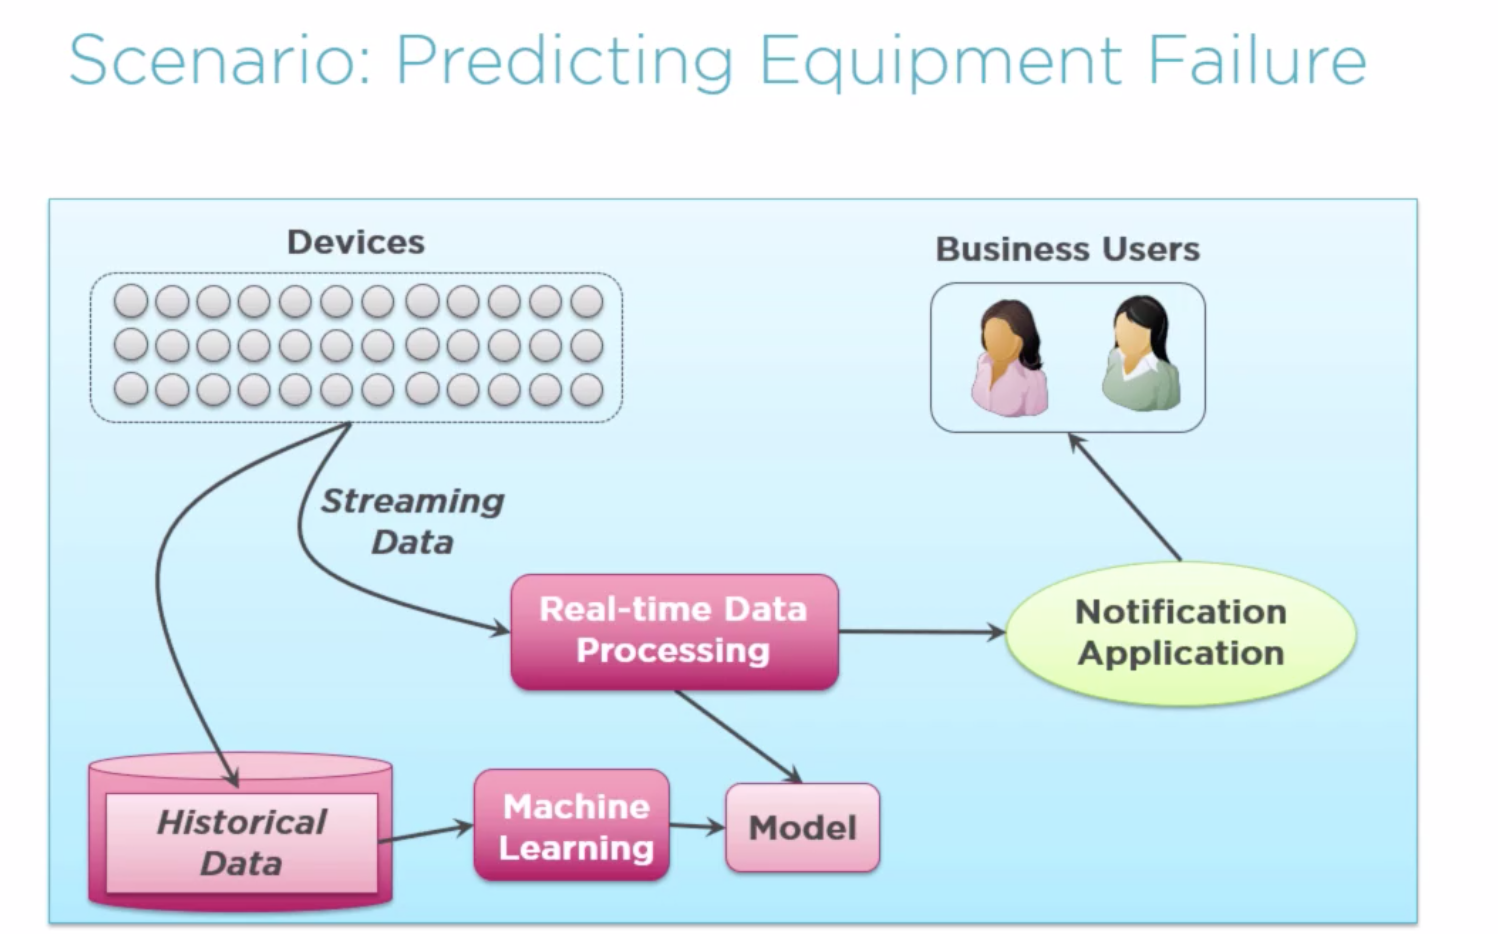 Scenario: Predicting Equipment Failure
Devices
Business Users
Streaming
Data
Real-time Data
Processing
Notification
Application
Historical
Data
Machine
Learning
Model